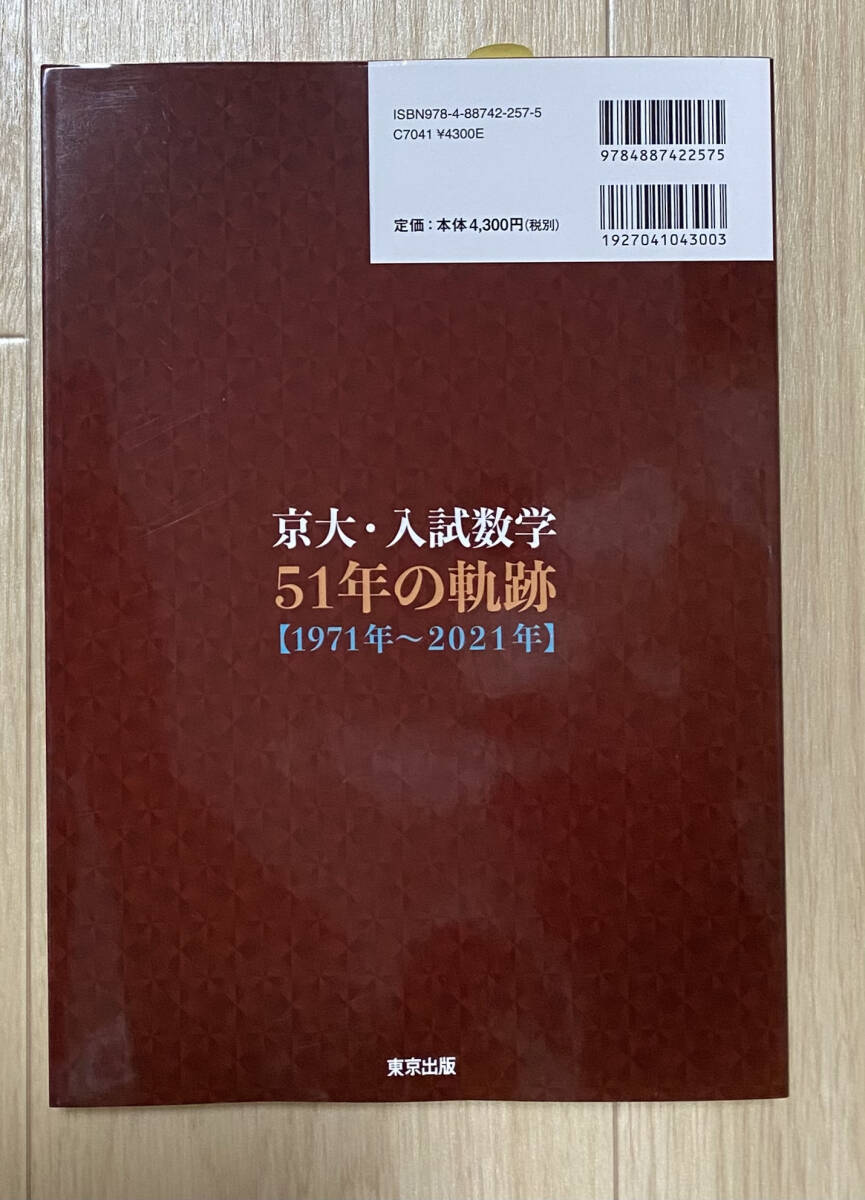 ISBN978-4-88742-257-5
C7041 ¥4300E
9784887422575
定価：本体4,300円（税別）
1927041043003
京大・入試数学
51年の軌跡
【1971年〜2021年】
東京出版